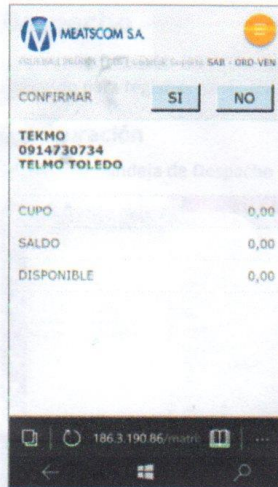 MEATSCOM S.A.
SAB - ORD-VEN
CONFIRMAR SI NO
TEKMO
0914730734
TELMO TOLEDO
CUPO 0,00
SALDO 0,00
DISPONIBLE 0,00
186.3.190.86/matri